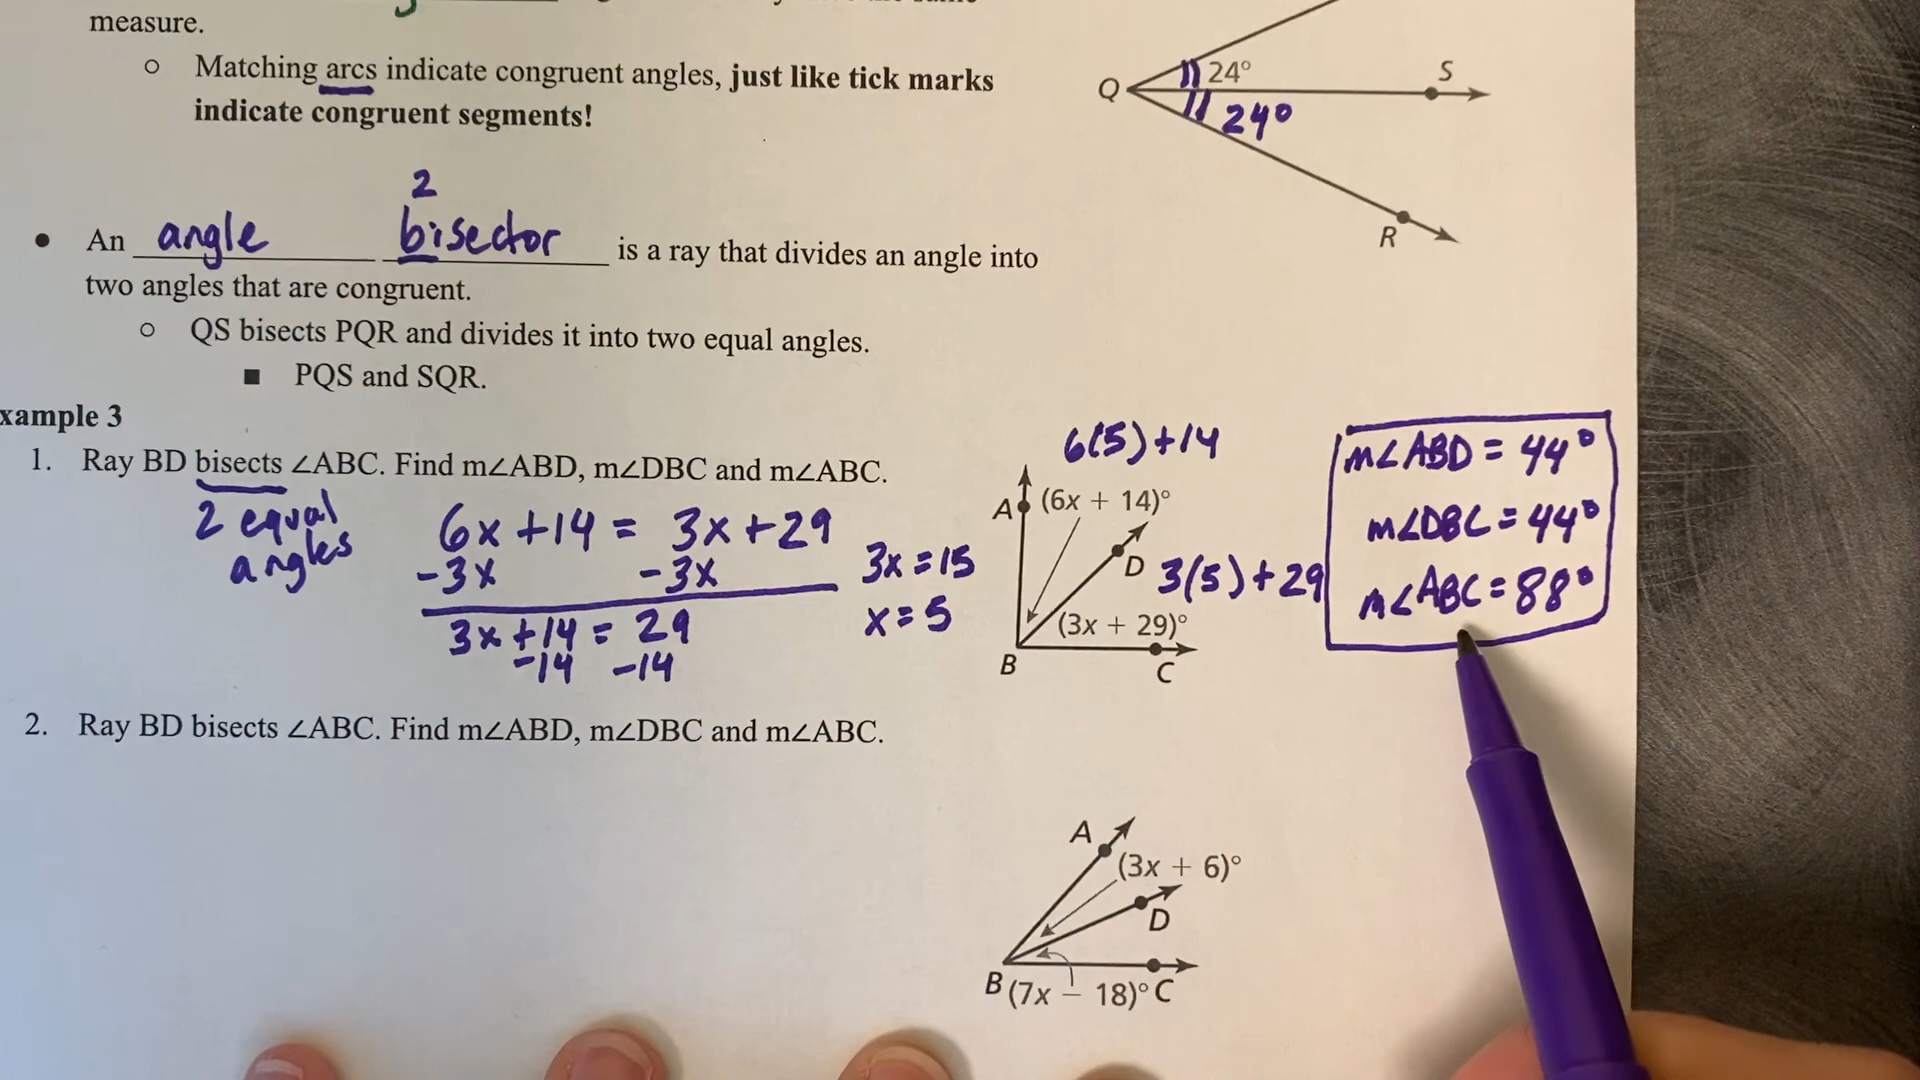 measure.
Matching arcs indicate congruent angles, just like tick marks
indicate congruent segments!
Q 24° S
24°
R
2
An angle bisector is a ray that divides an angle into
two angles that are congruent.
QS bisects PQR and divides it into two equal angles.
PQS and SQR.
xample 3
1. Ray BD bisects ∠ABC. Find m∠ABD, m∠DBC and m∠ABC.
2 equal
angles
6x + 14 = 3x + 29
-3x -3x
3x + 14 = 29
-14 -14
3x = 15
x = 5
6(5) + 14
A (6x + 14)°
D 3(5) + 29
(3x + 29)°
B C
m∠ABD = 44°
m∠DBC = 44°
m∠ABC = 88°
2. Ray BD bisects ∠ABC. Find m∠ABD, m∠DBC and m∠ABC.
A
(3x + 6)°
D
B (7x − 18)° C